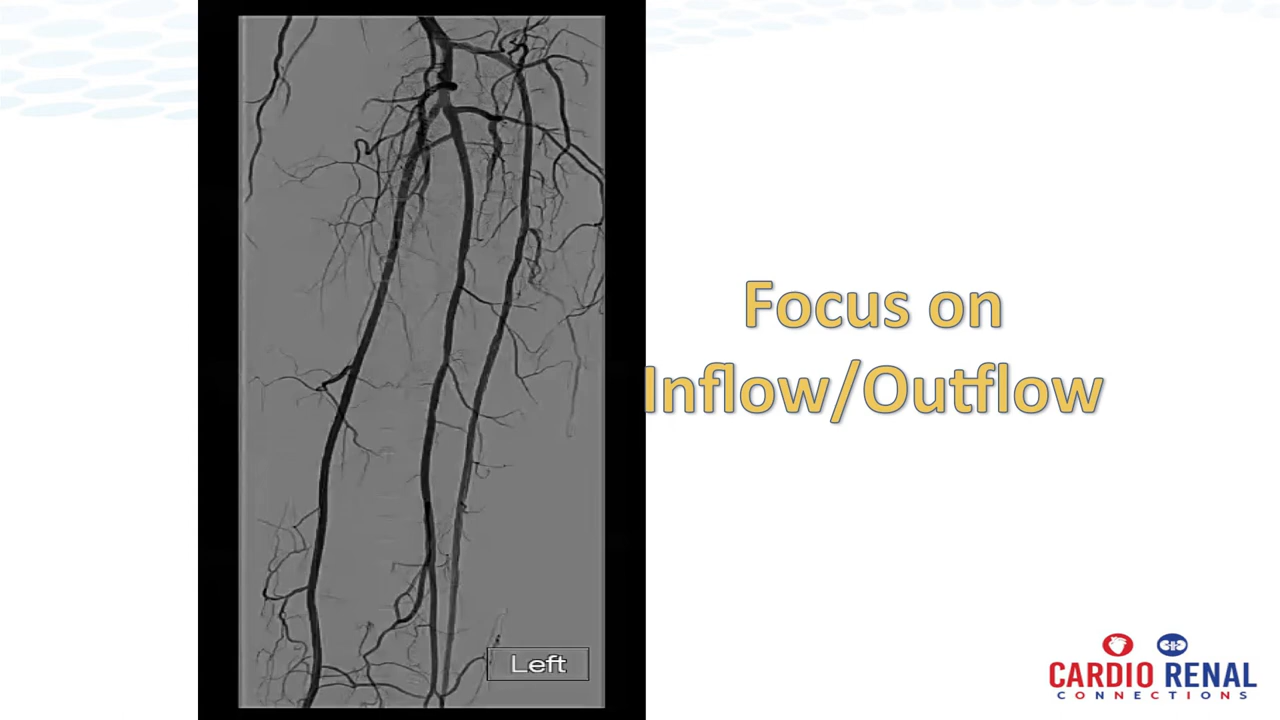 Focus on
Inflow/Outflow
Left
CARDIO RENAL
CONNECTIONS